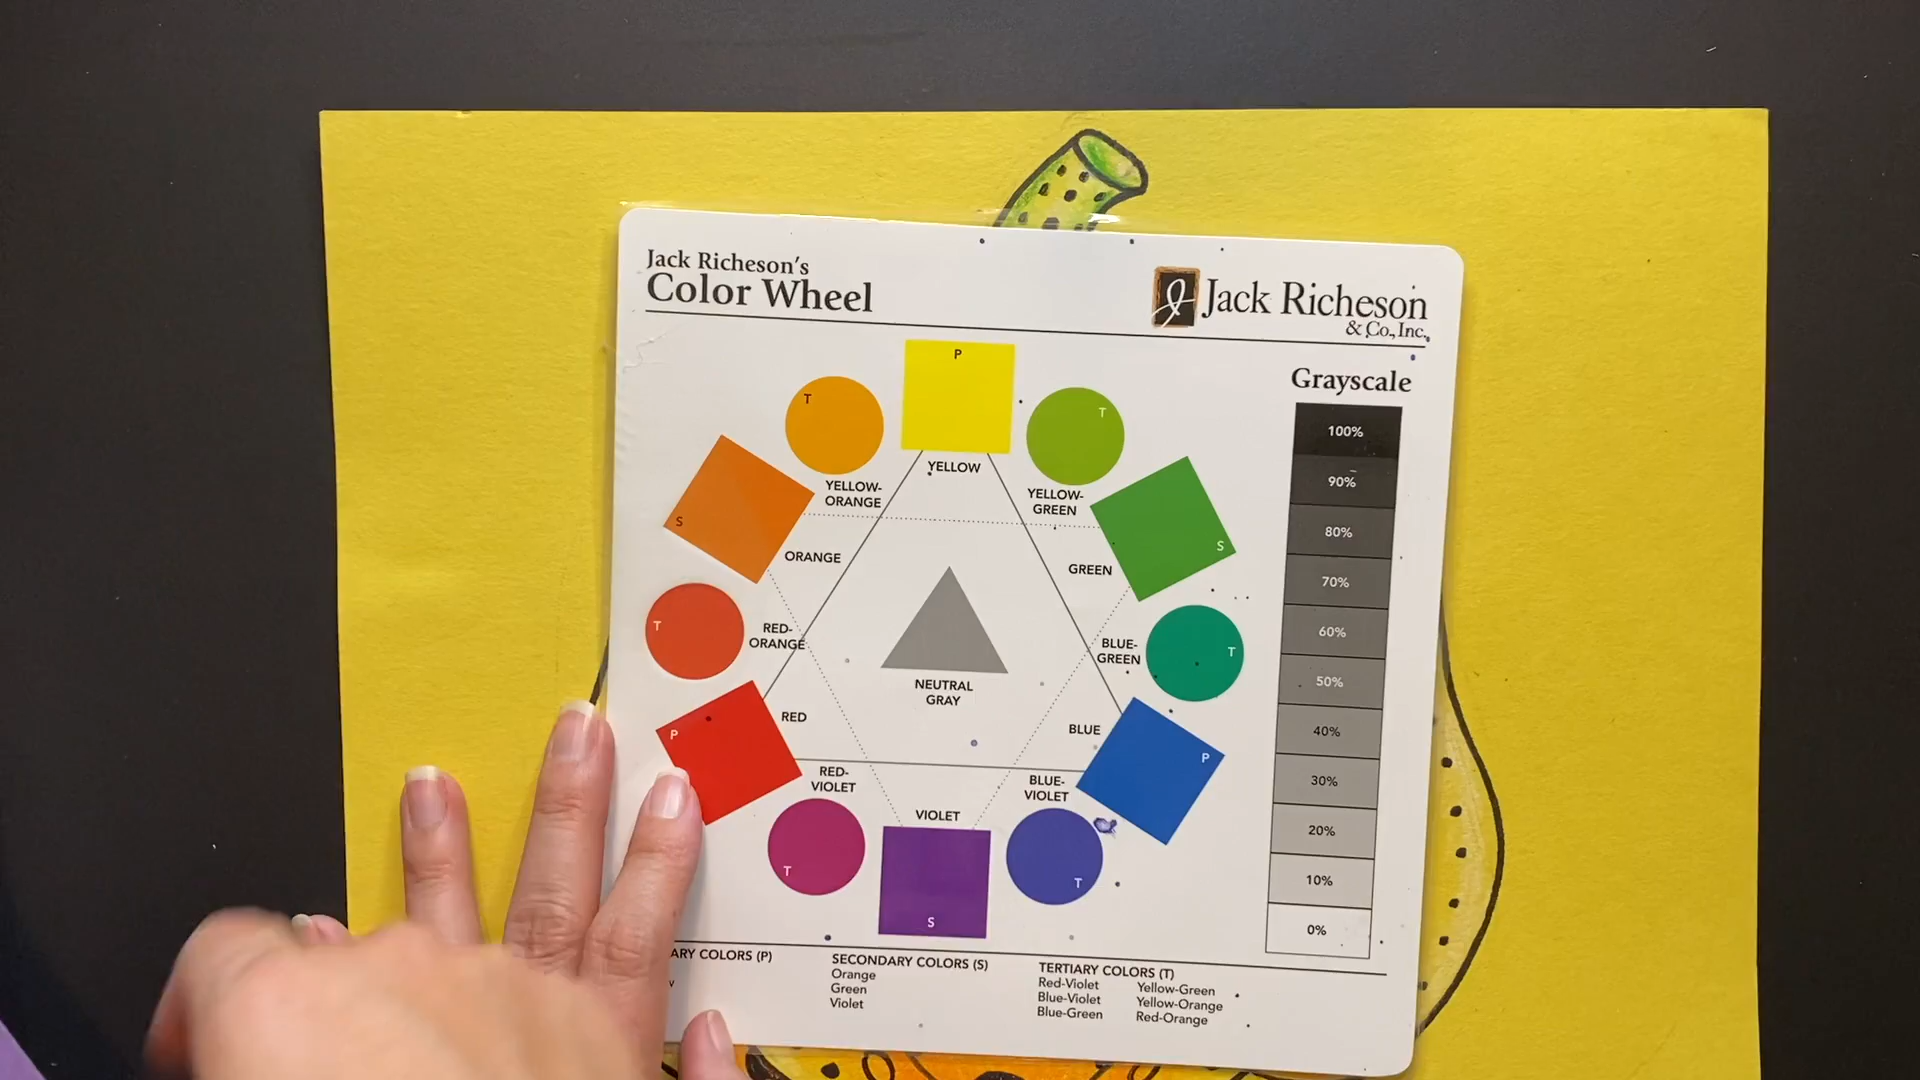 Jack Richeson's
Color Wheel
Jack Richeson
& Co., Inc.
Grayscale
P
YELLOW
T
YELLOW-
ORANGE
T
YELLOW-
GREEN
S
ORANGE
S
GREEN
T
RED-
ORANGE
T
BLUE-
GREEN
NEUTRAL
GRAY
P
RED
P
BLUE
T
RED-
VIOLET
S
VIOLET
T
BLUE-
VIOLET
100%
90%
80%
70%
60%
50%
40%
30%
20%
10%
0%
COLORS (P)
SECONDARY COLORS (S)
Orange
Green
Violet
TERTIARY COLORS (T)
Red-Violet Yellow-Green
Blue-Violet Yellow-Orange
Blue-Green Red-Orange